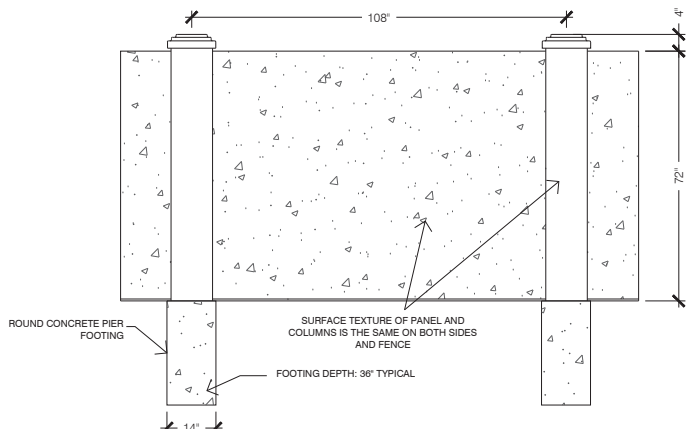 108"
4"
72"
ROUND CONCRETE PIER
FOOTING
SURFACE TEXTURE OF PANEL AND
COLUMNS IS THE SAME ON BOTH SIDES
AND FENCE
FOOTING DEPTH: 36" TYPICAL
14"